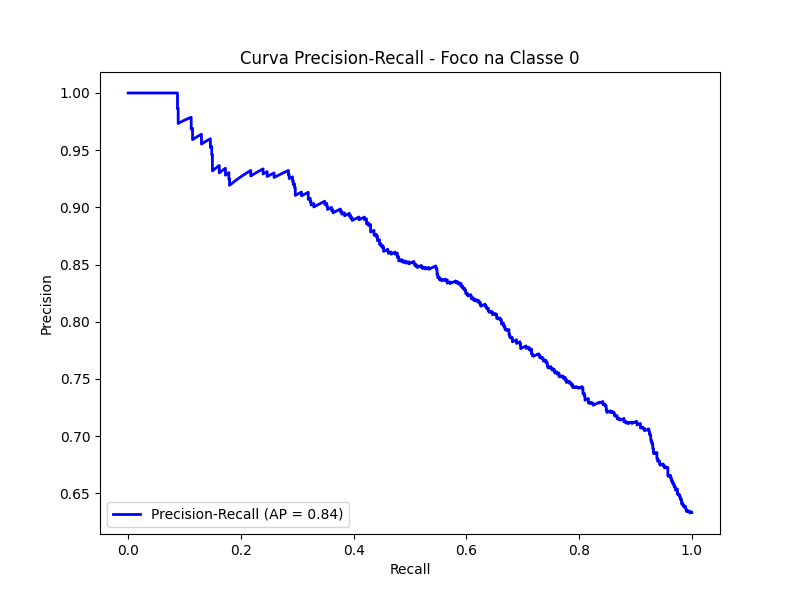 Curva Precision-Recall - Foco na Classe 0
1.00
0.95
0.90
0.85
0.80
0.75
0.70
0.65
Precision
Precision-Recall (AP = 0.84)
0.0 0.2 0.4 0.6 0.8 1.0
Recall